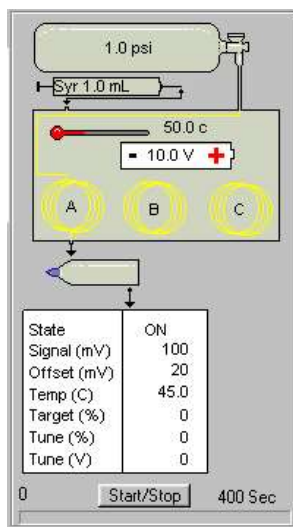 1.0 psi
Syr 1.0 mL
50.0 c
- 10.0 V +
A B C
State ON
Signal (mV) 100
Offset (mV) 20
Temp (C) 45.0
Target (%) 0
Tune (%) 0
Tune (V) 0
0 Start/Stop 400 Sec